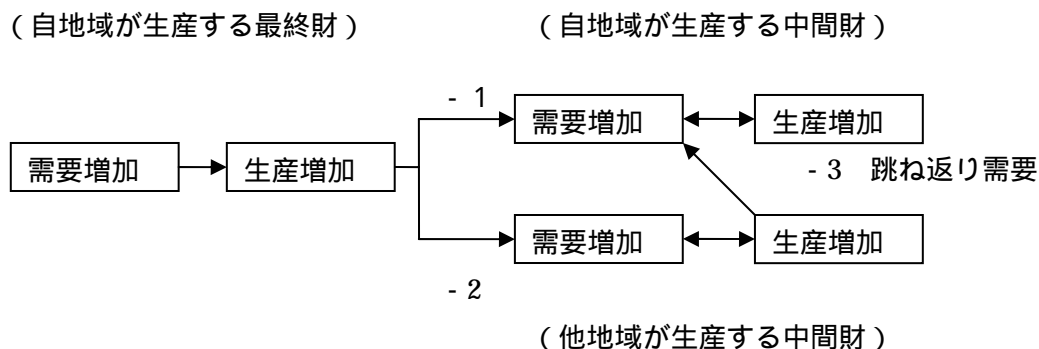 （自地域が生産する最終財）
（自地域が生産する中間財）
- 1
需要増加
生産増加
需要増加
生産増加
- 3 跳ね返り需要
需要増加
生産増加
- 2
（他地域が生産する中間財）